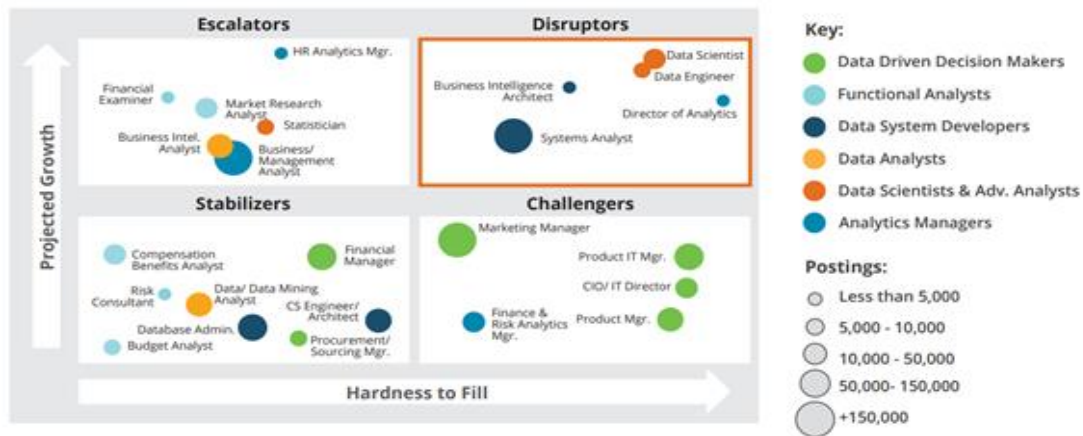 Escalators
Disruptors
HR Analytics Mgr.
Financial
Examiner
Market Research
Analyst
Statistician
Business Intel.
Analyst
Business/
Management
Analyst
Data Scientist
Data Engineer
Business Intelligence
Architect
Director of Analytics
Systems Analyst
Stabilizers
Challengers
Compensation
Benefits Analyst
Financial
Manager
Risk
Consultant
Data/ Data Mining
Analyst
CS Engineer/
Architect
Database Admin.
Procurement/
Sourcing Mgr.
Budget Analyst
Marketing Manager
Product IT Mgr.
CIO/ IT Director
Finance &
Risk Analytics
Mgr.
Product Mgr.
Projected Growth
Hardness to Fill
Key:
Data Driven Decision Makers
Functional Analysts
Data System Developers
Data Analysts
Data Scientists & Adv. Analysts
Analytics Managers
Postings:
Less than 5,000
5,000 - 10,000
10,000 - 50,000
50,000- 150,000
+150,000